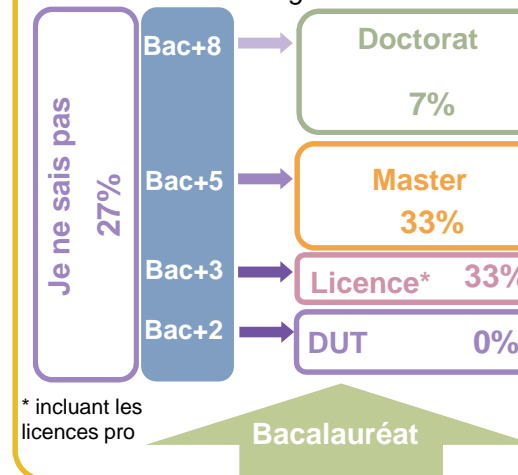 Je ne sais pas
27%
Bac+8
Doctorat
7%
Bac+5
Master
33%
Bac+3
Licence* 33%
Bac+2
DUT 0%
* incluant les
licences pro
Bacalauréat